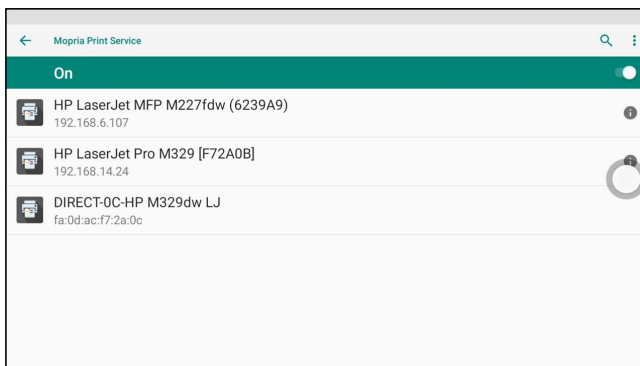 Mopria Print Service
On
HP LaserJet MFP M227fdw (6239A9)
192.168.6.107
HP LaserJet Pro M329 [F72A0B]
192.168.14.24
DIRECT-0C-HP M329dw LJ
fa:0d:ac:f7:2a:0c